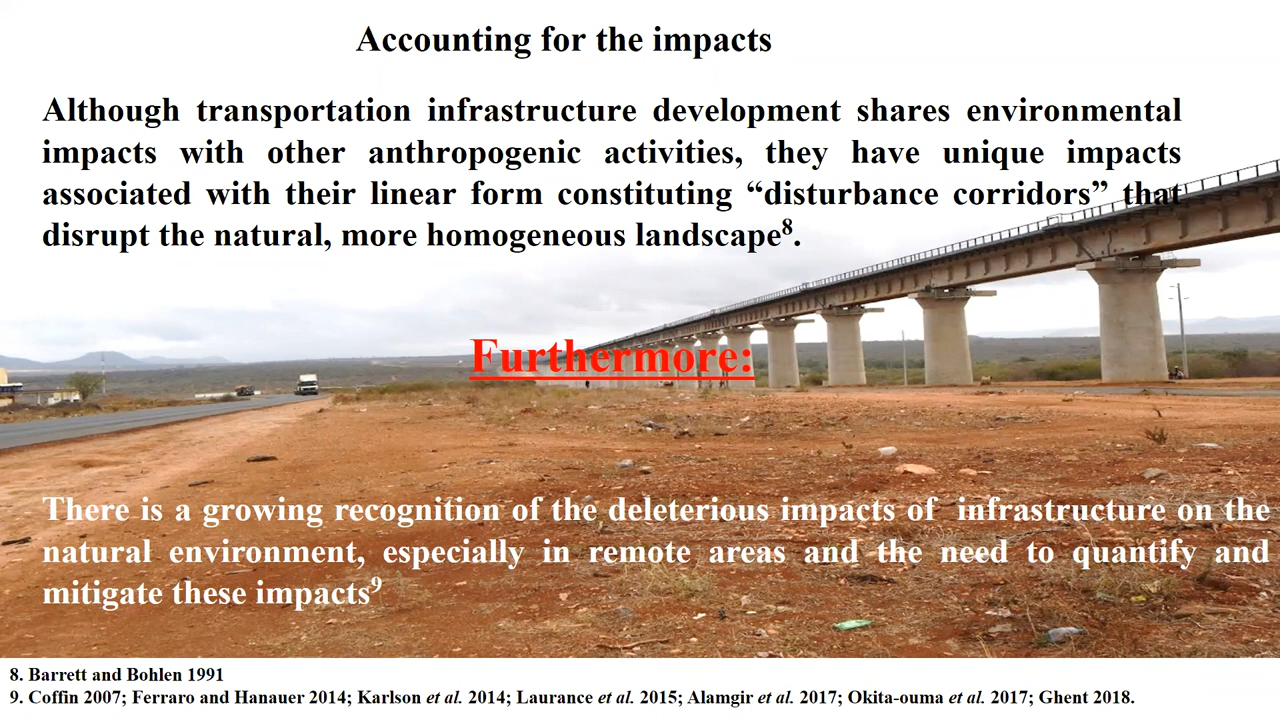 Accounting for the impacts
Although transportation infrastructure development shares environmental
impacts with other anthropogenic activities, they have unique impacts
associated with their linear form constituting “disturbance corridors” that
disrupt the natural, more homogeneous landscape8.
Furthermore:
There is a growing recognition of the deleterious impacts of infrastructure on the
natural environment, especially in remote areas and the need to quantify and
mitigate these impacts9
8. Barrett and Bohlen 1991
9. Coffin 2007; Ferraro and Hanauer 2014; Karlson et al. 2014; Laurance et al. 2015; Alamgir et al. 2017; Okita-ouma et al. 2017; Ghent 2018.